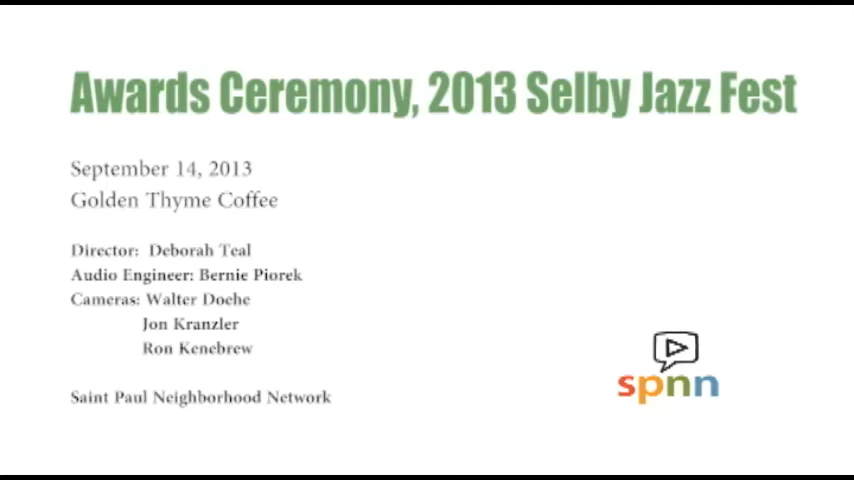 Awards Ceremony, 2013 Selby Jazz Fest
September 14, 2013
Golden Thyme Coffee
Director: Deborah Teal
Audio Engineer: Bernie Piorek
Cameras: Walter Doehe
Jon Kranzler
Ron Kenebrew
Saint Paul Neighborhood Network
spnn